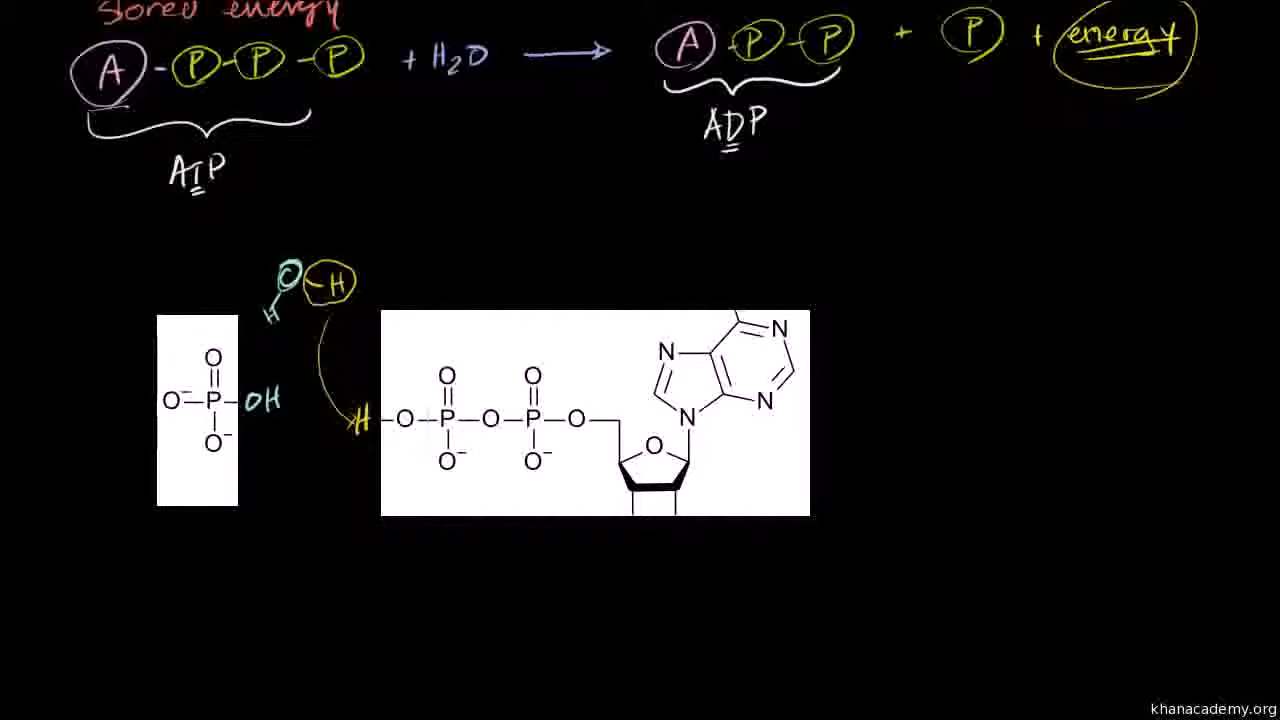 stored energy
A - P - P - P + H₂O → A - P - P + P + energy
ATP
ADP
O - H
H
O
O⁻ - P - OH
O⁻
H - O - P - O - P - O
O O
O⁻ O⁻
N N
N N
O
khanacademy.org